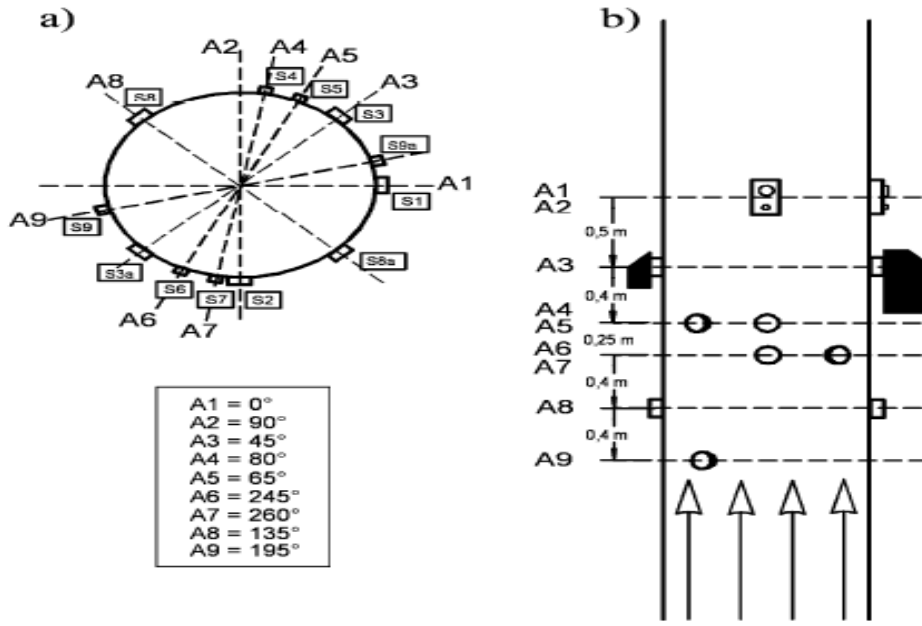 a)
A2
A4
A5
A8
A3
S4
S5
S8
S3
S9a
A1
S1
A9
S9
S3a
S8a
S6
S7
S2
A6
A7
A1 = 0°
A2 = 90°
A3 = 45°
A4 = 80°
A5 = 65°
A6 = 245°
A7 = 260°
A8 = 135°
A9 = 195°
b)
A1
A2
0,5 m
A3
0,4 m
A4
A5
0,25 m
A6
A7
0,4 m
A8
0,4 m
A9